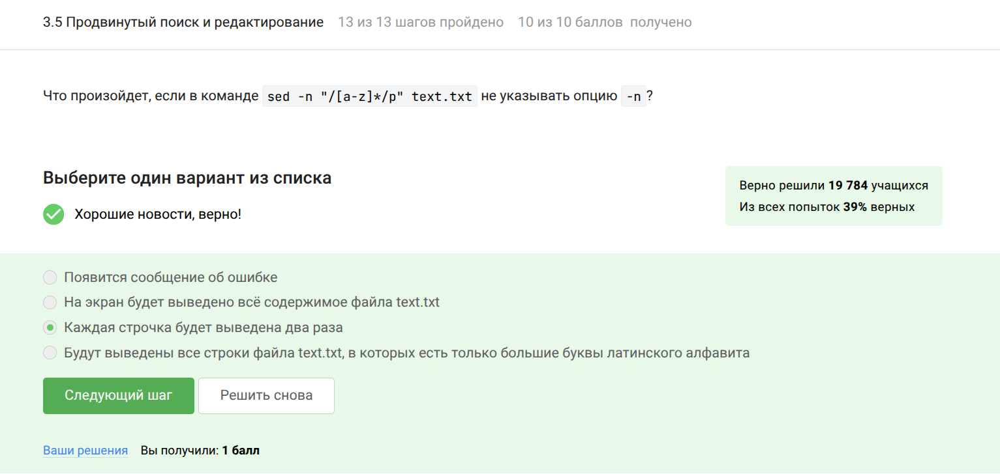 3.5 Продвинутый поиск и редактирование 13 из 13 шагов пройдено 10 из 10 баллов получено
Что произойдет, если в команде sed -n "/[a-z]*/p" text.txt не указывать опцию -n?
Выберите один вариант из списка
Хорошие новости, верно!
Верно решили 19 784 учащихся
Из всех попыток 39% верных
Появится сообщение об ошибке
На экран будет выведено всё содержимое файла text.txt
Каждая строчка будет выведена два раза
Будут выведены все строки файла text.txt, в которых есть только большие буквы латинского алфавита
Следующий шаг Решить снова
Ваши решения Вы получили: 1 балл